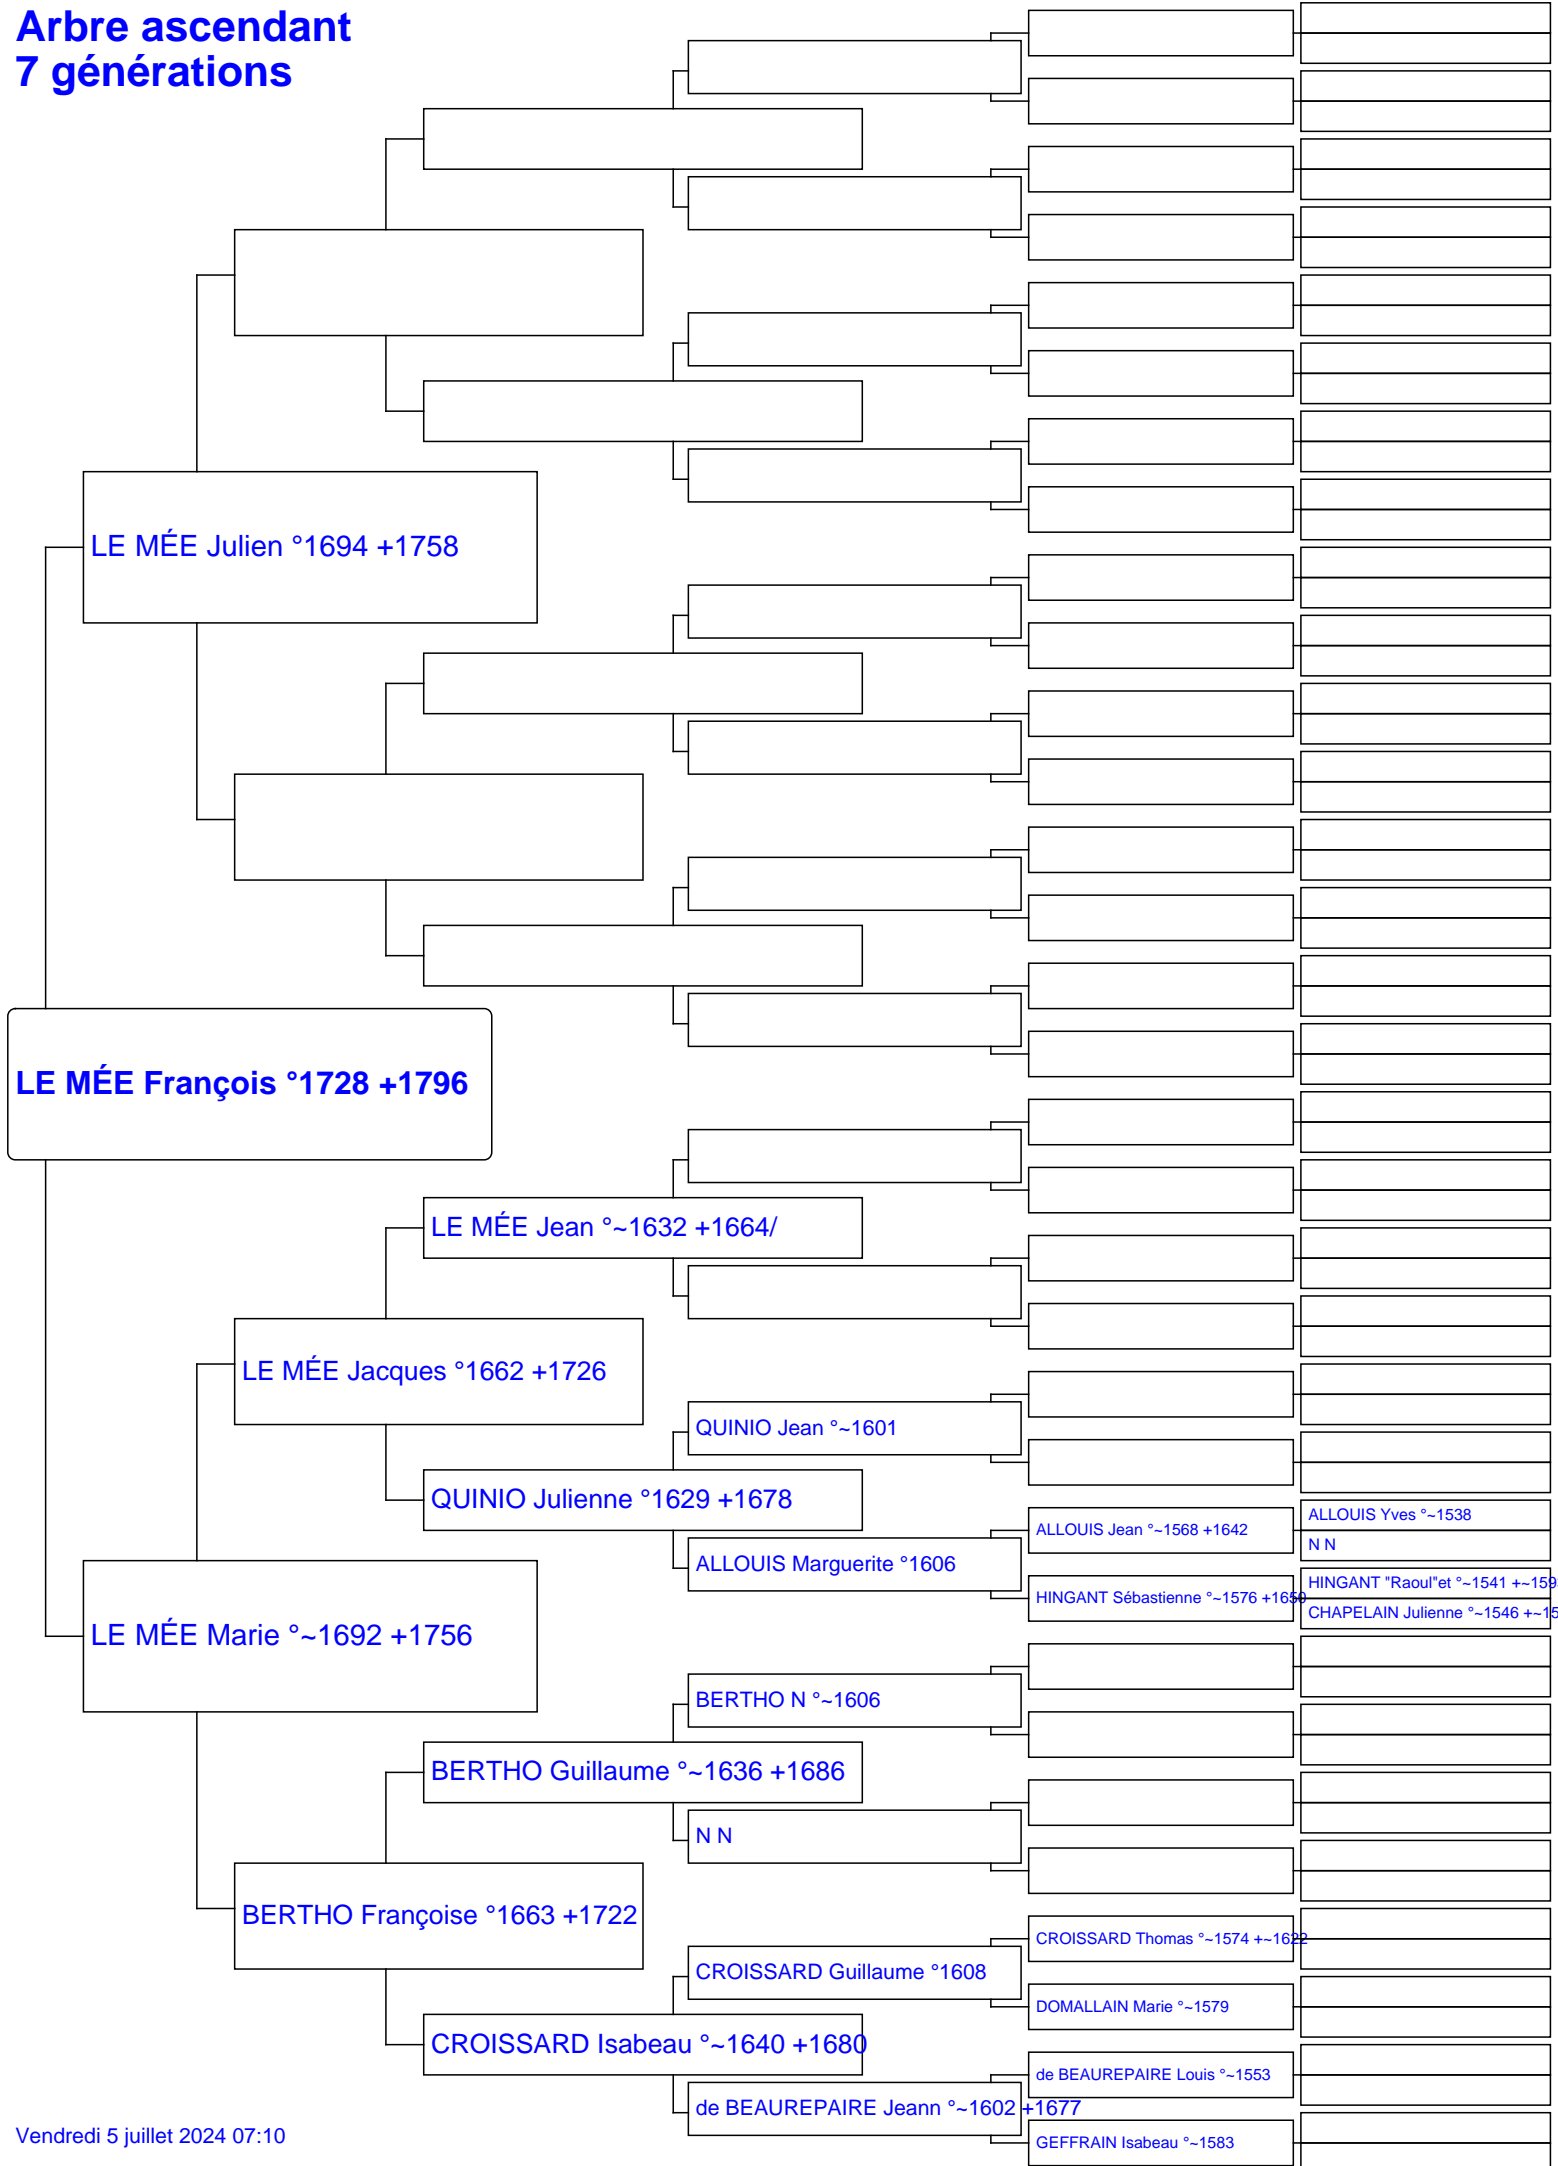 Arbre ascendant
7 générations
LE MÉE Julien °1694 +1758
LE MÉE François °1728 +1796
LE MÉE Jean °~1632 +1664/
LE MÉE Jacques °1662 +1726
QUINIO Jean °~1601
QUINIO Julienne °1629 +1678
ALLOUIS Marguerite °1606
ALLOUIS Jean °~1568 +1642
ALLOUIS Yves °~1538
N N
HINGANT Sébastienne °~1576 +1650
HINGANT "Raoul"et °~1541 +~159
CHAPELAIN Julienne °~1546 +~15
LE MÉE Marie °~1692 +1756
BERTHO N °~1606
BERTHO Guillaume °~1636 +1686
N N
BERTHO Françoise °1663 +1722
CROISSARD Thomas °~1574 +~1622
CROISSARD Guillaume °1608
DOMALLAIN Marie °~1579
CROISSARD Isabeau °~1640 +1680
de BEAUREPAIRE Louis °~1553
de BEAUREPAIRE Jeann °~1602 +1677
GEFFRAIN Isabeau °~1583
Vendredi 5 juillet 2024 07:10